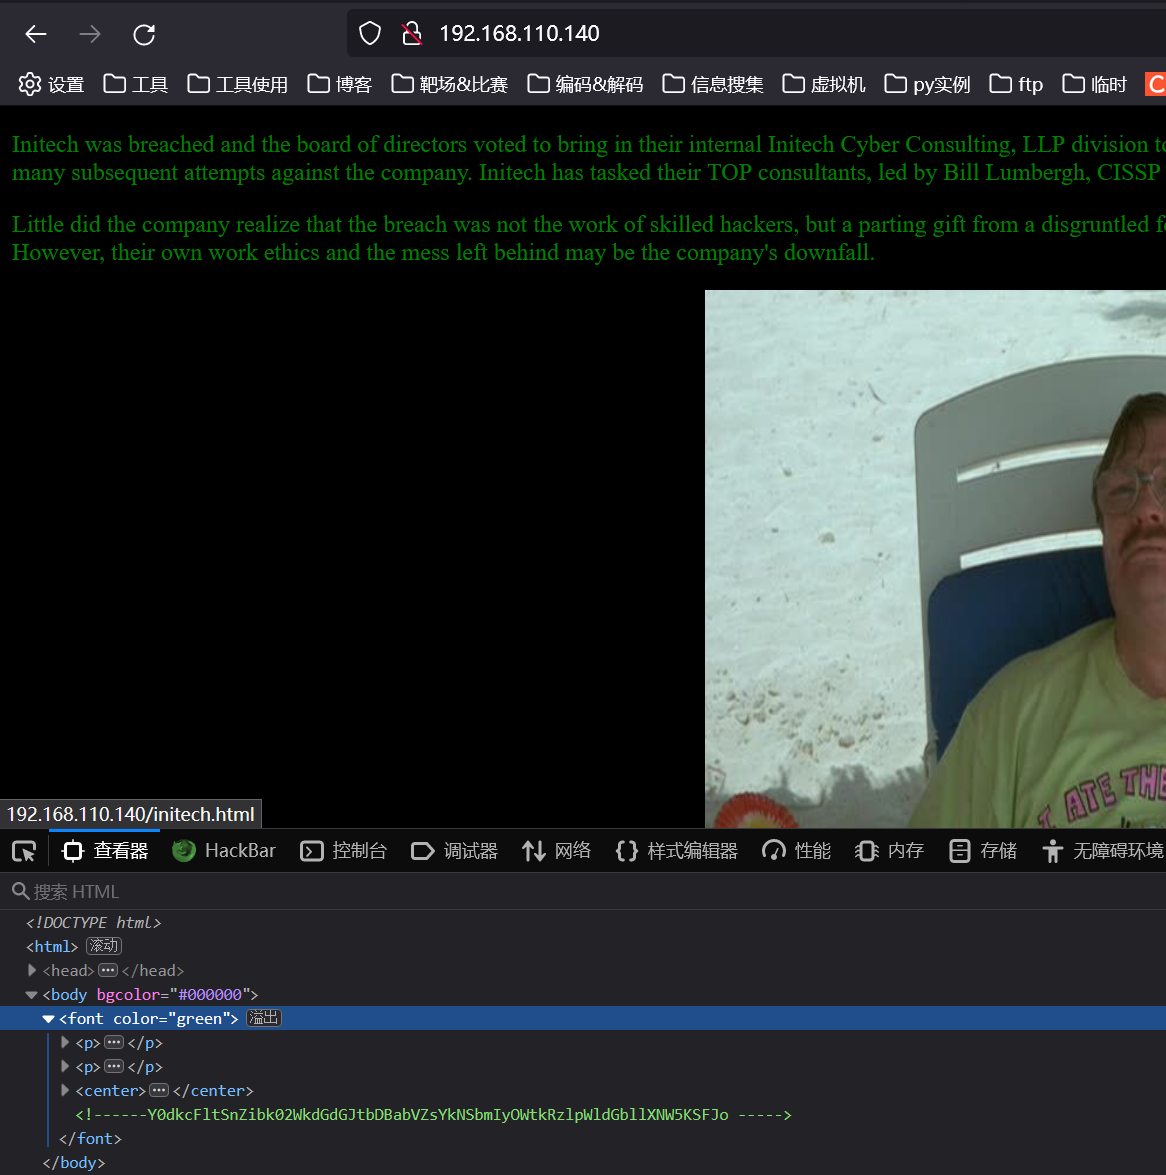 192.168.110.140
设置 工具 工具使用 博客 靶场&比赛 编码&解码 信息搜集 虚拟机 py实例 ftp 临时 C
Initech was breached and the board of directors voted to bring in their internal Initech Cyber Consulting, LLP division to
many subsequent attempts against the company. Initech has tasked their TOP consultants, led by Bill Lumbergh, CISSP
Little did the company realize that the breach was not the work of skilled hackers, but a parting gift from a disgruntled f
However, their own work ethics and the mess left behind may be the company's downfall.
I ATE THE
192.168.110.140/initech.html
查看器 HackBar 控制台 调试器 网络 样式编辑器 性能 内存 存储 无障碍环境
搜索 HTML
<!DOCTYPE html>
<html> 滚动
<head>···</head>
<body bgcolor="#000000">
<font color="green"> 溢出
<p>···</p>
<p>···</p>
<center>···</center>
<!------Y0dkcFltSnZibk02WkdGdGJtbDBabVZsYkNSbmIyOWtkRzlpWldGbllXNW5KSFJo ----->
</font>
</body>